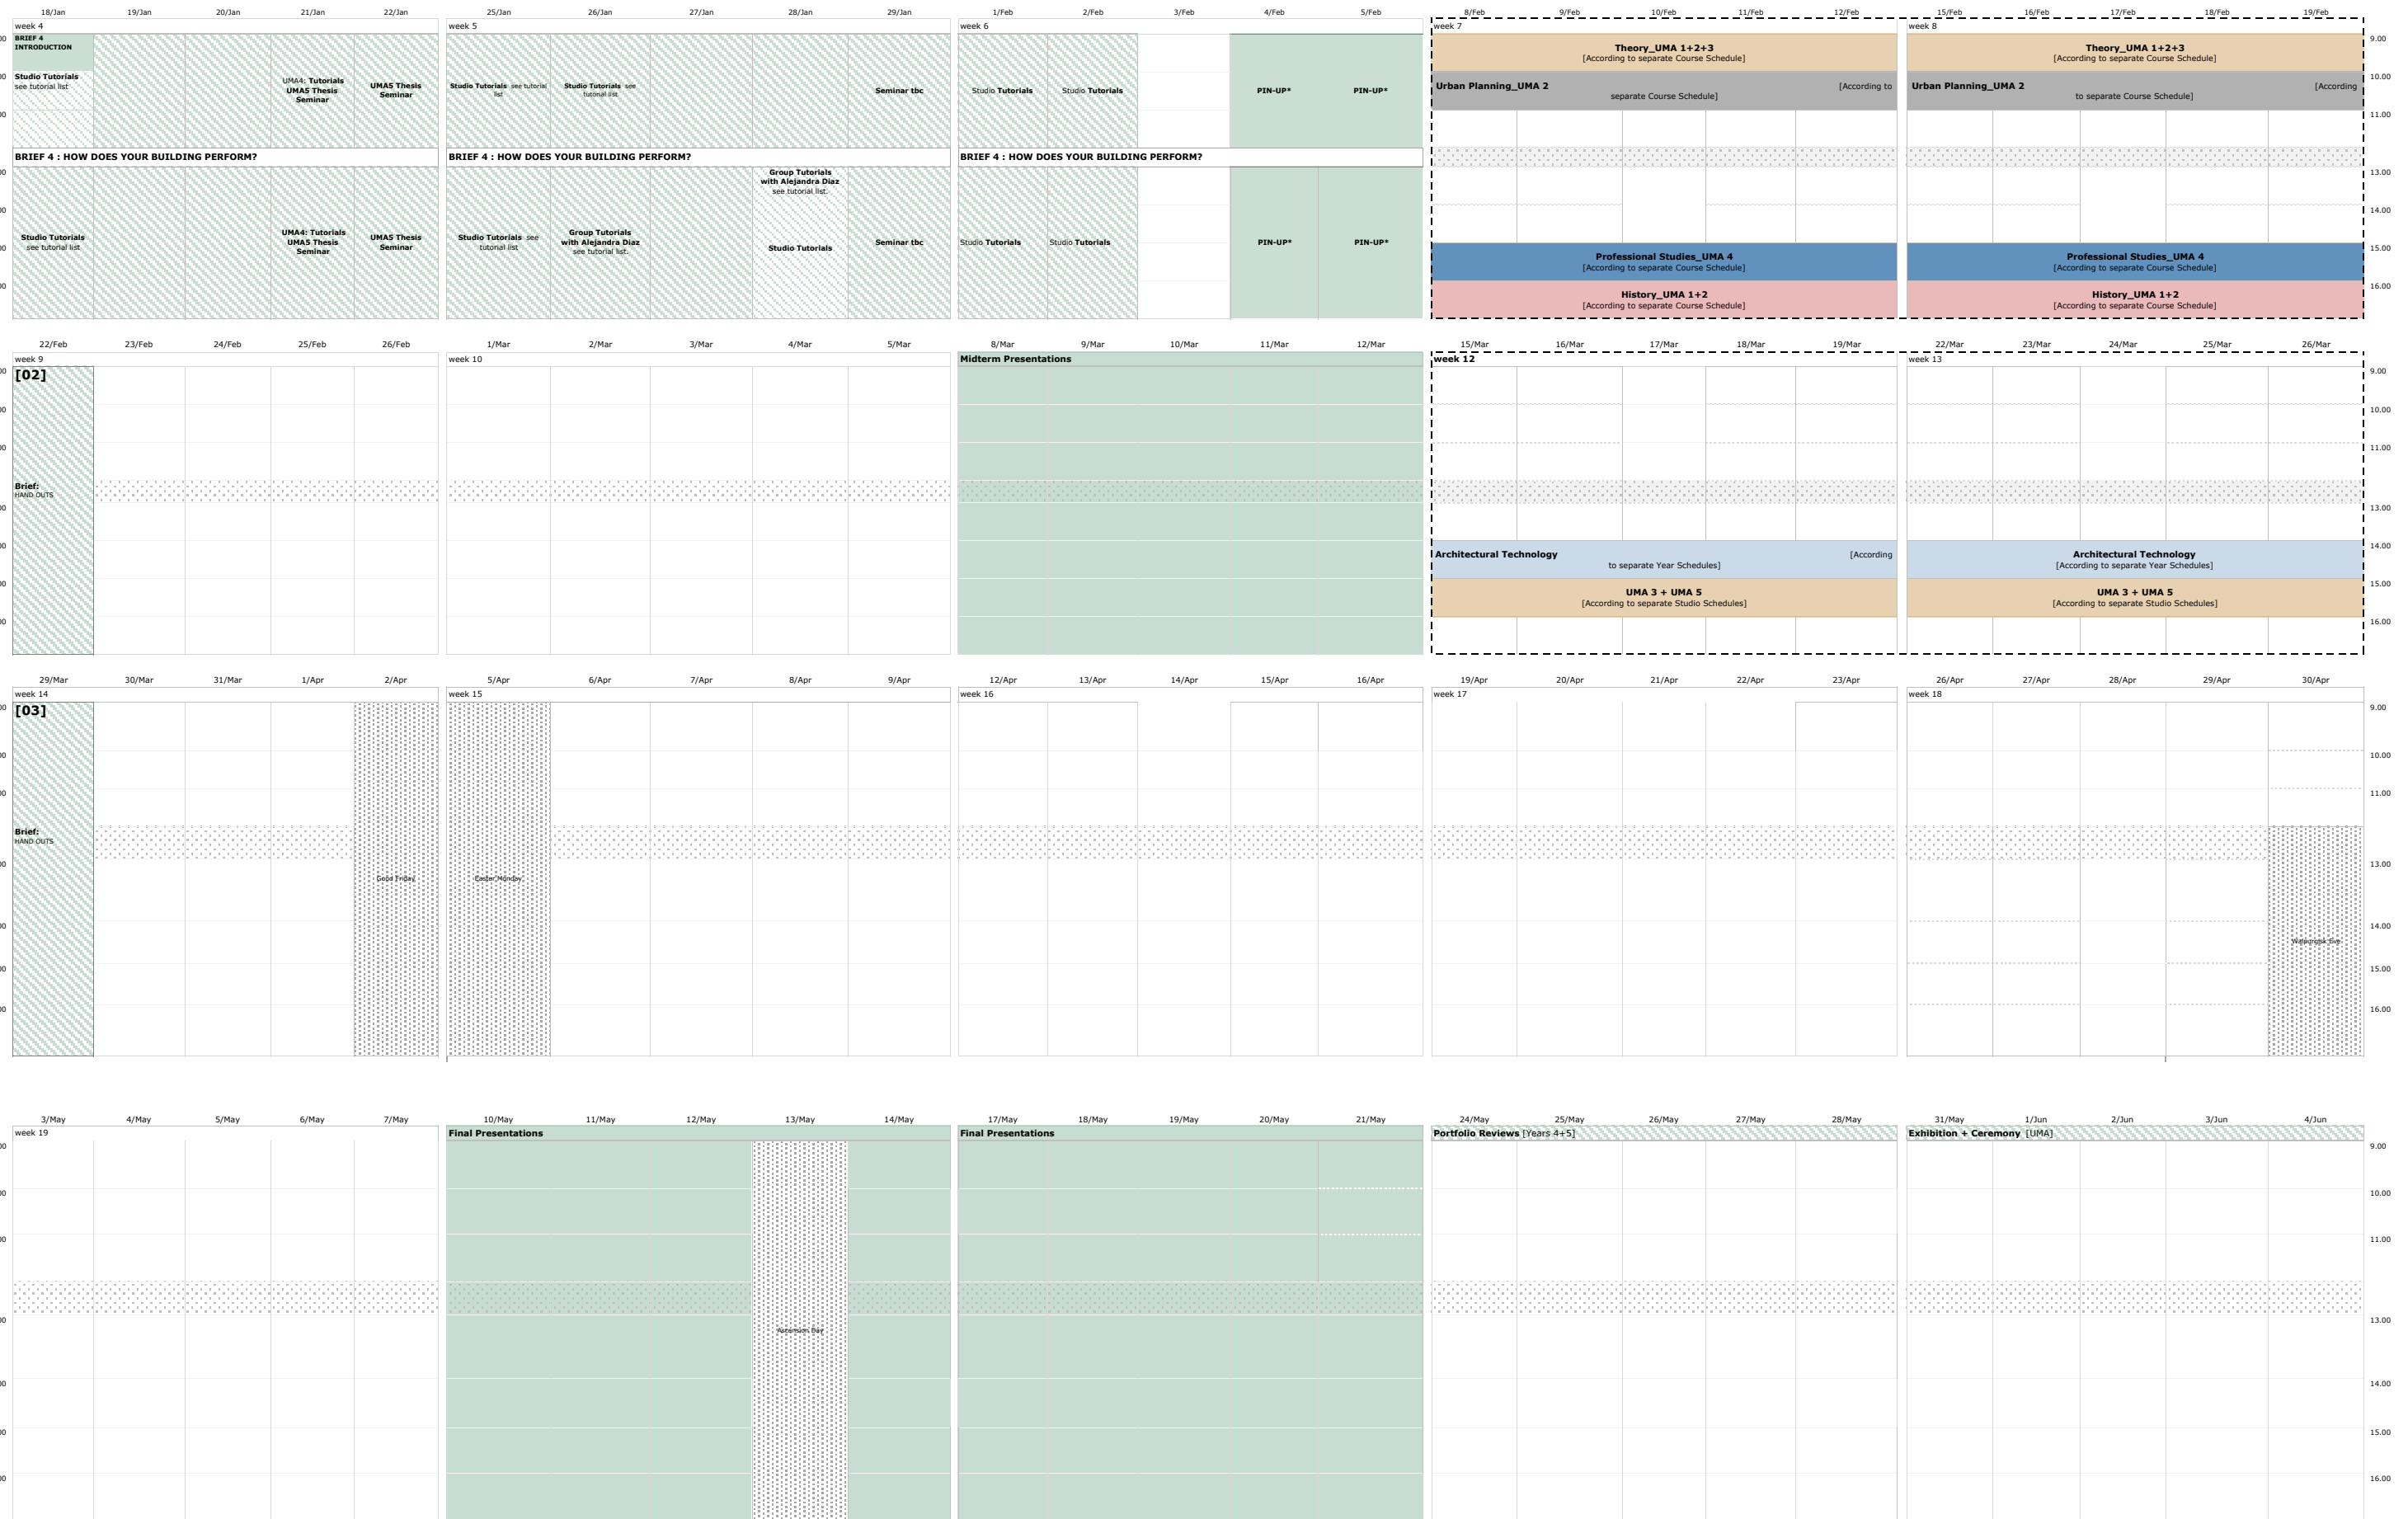 18/Jan 19/Jan 20/Jan 21/Jan 22/Jan 25/Jan 26/Jan 27/Jan 28/Jan 29/Jan 1/Feb 2/Feb 3/Feb 4/Feb 5/Feb 8/Feb 9/Feb 10/Feb 11/Feb 12/Feb 15/Feb 16/Feb 17/Feb 18/Feb 19/Feb
week 4 week 5 week 6 week 7 week 8
BRIEF 4
INTRODUCTION
Studio Tutorials
see tutorial list
UMA4: Tutorials
UMA5 Thesis
Seminar
UMA5 Thesis
Seminar
Studio Tutorials see tutorial
list
Studio Tutorials see
tutorial list
Seminar tbc
Studio Tutorials
Studio Tutorials
PIN-UP*
PIN-UP*
Theory_UMA 1+2+3
[According to separate Course Schedule]
Urban Planning_UMA 2 [According to
separate Course Schedule]
Theory_UMA 1+2+3
[According to separate Course Schedule]
Urban Planning_UMA 2 [According
to separate Course Schedule]
9.00
10.00
11.00
BRIEF 4 : HOW DOES YOUR BUILDING PERFORM?
BRIEF 4 : HOW DOES YOUR BUILDING PERFORM?
BRIEF 4 : HOW DOES YOUR BUILDING PERFORM?
Studio Tutorials
see tutorial list
UMA4: Tutorials
UMA5 Thesis
Seminar
UMA5 Thesis
Seminar
Studio Tutorials see
tutorial list
Group Tutorials
with Alejandra Diaz
see tutorial list.
Group Tutorials
with Alejandra Diaz
see tutorial list.
Studio Tutorials
Seminar tbc
Studio Tutorials
Studio Tutorials
PIN-UP*
PIN-UP*
Professional Studies_UMA 4
[According to separate Course Schedule]
History_UMA 1+2
[According to separate Course Schedule]
Professional Studies_UMA 4
[According to separate Course Schedule]
History_UMA 1+2
[According to separate Course Schedule]
13.00
14.00
15.00
16.00
22/Feb 23/Feb 24/Feb 25/Feb 26/Feb 1/Mar 2/Mar 3/Mar 4/Mar 5/Mar 8/Mar 9/Mar 10/Mar 11/Mar 12/Mar 15/Mar 16/Mar 17/Mar 18/Mar 19/Mar 22/Mar 23/Mar 24/Mar 25/Mar 26/Mar
week 9 week 10 Midterm Presentations week 12 week 13
[02]
Brief:
HAND OUTS
Architectural Technology [According
to separate Year Schedules]
UMA 3 + UMA 5
[According to separate Studio Schedules]
Architectural Technology
[According to separate Year Schedules]
UMA 3 + UMA 5
[According to separate Studio Schedules]
9.00
10.00
11.00
13.00
14.00
15.00
16.00
29/Mar 30/Mar 31/Mar 1/Apr 2/Apr 5/Apr 6/Apr 7/Apr 8/Apr 9/Apr 12/Apr 13/Apr 14/Apr 15/Apr 16/Apr 19/Apr 20/Apr 21/Apr 22/Apr 23/Apr 26/Apr 27/Apr 28/Apr 29/Apr 30/Apr
week 14 week 15 week 16 week 17 week 18
[03]
Brief:
HAND OUTS
Good Friday
Easter Monday
9.00
10.00
11.00
13.00
14.00
15.00
16.00
3/May 4/May 5/May 6/May 7/May 10/May 11/May 12/May 13/May 14/May 17/May 18/May 19/May 20/May 21/May 24/May 25/May 26/May 27/May 28/May 31/May 1/Jun 2/Jun 3/Jun 4/Jun
week 19 Final Presentations Final Presentations Portfolio Reviews [Years 4+5] Exhibition + Ceremony [UMA]
Ascension Day
9.00
10.00
11.00
13.00
14.00
15.00
16.00